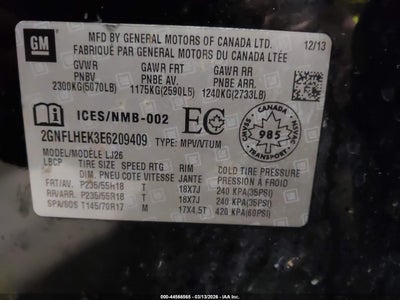 GM
MFD BY GENERAL MOTORS OF CANADA LTD.
FABRIQUÉ PAR GENERAL MOTORS DU CANADA LTÉE
12/13
GVWR GAWR FRT GAWR RR
PNBV PNBE AV. PNBE ARR.
2300KG(5070LB) 1175KG(2590LB) 1240KG(2733LB)
ICES/NMB-002
EC
CANADA
985
TRANSPORT
2GNFLHEK3E6209409 TYPE: MPV/VTUM
MODEL/MODÈLE LJ26
LBCP TIRE SIZE SPEED RTG RIM COLD TIRE PRESSURE
DIM. PNEU COTE VITESSE JANTE PRESSION A FROID
FRT/AV. P235/55R18 T 18X7J 240 KPA(35PSI)
RR/ARR. P235/55R18 T 18X7J 240 KPA(35PSI)
SPA/SOS T145/70R17 M 17X4.5T 420 KPA(60PSI)
000-44566565 - 03/13/2026 - Copyright © IAA